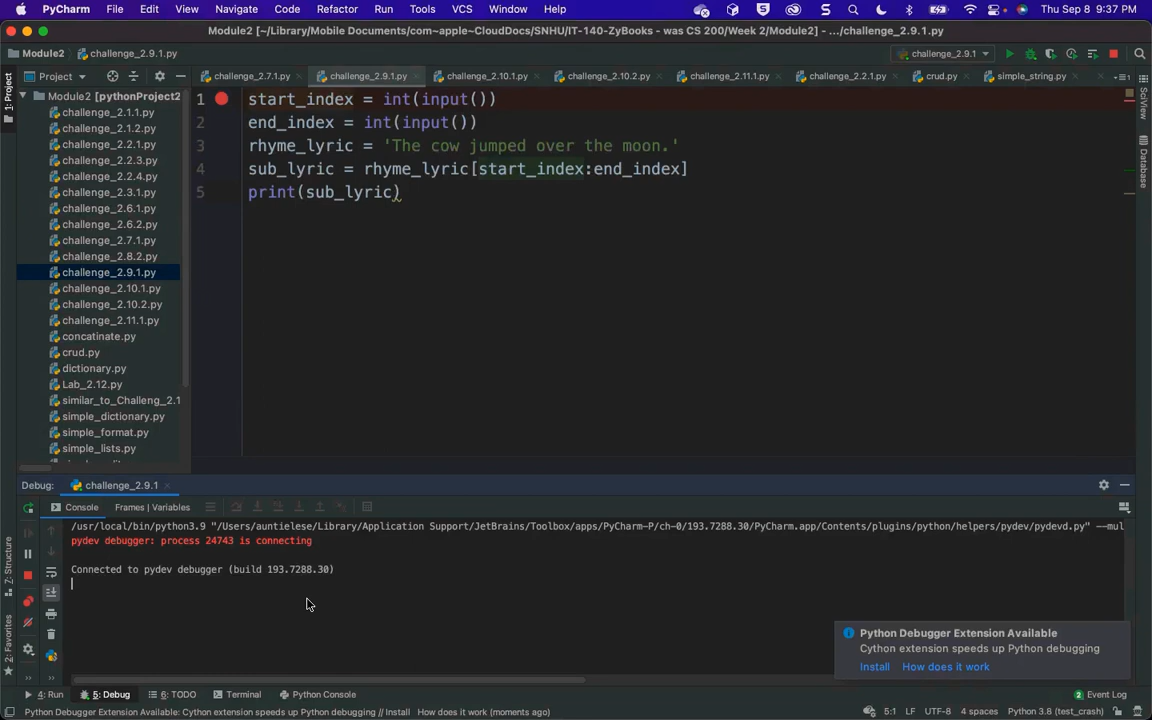 PyCharm File Edit View Navigate Code Refactor Run Tools VCS Window Help Thu Sep 8 9:37 PM
Module2 [~/Library/Mobile Documents/com~apple~CloudDocs/SNHU/IT-140-ZyBooks - was CS 200/Week 2/Module2] - .../challenge_2.9.1.py
Module2 challenge_2.9.1.py challenge_2.9.1
Project challenge_2.7.1.py challenge_2.9.1.py challenge_2.10.1.py challenge_2.10.2.py challenge_2.11.1.py challenge_2.2.1.py crud.py simple_string.py
1: Project
Module2 [pythonProject2
challenge_2.1.1.py
challenge_2.1.2.py
challenge_2.2.1.py
challenge_2.2.3.py
challenge_2.2.4.py
challenge_2.3.1.py
challenge_2.6.1.py
challenge_2.6.2.py
challenge_2.7.1.py
challenge_2.8.2.py
challenge_2.9.1.py
challenge_2.10.1.py
challenge_2.10.2.py
challenge_2.11.1.py
concatinate.py
crud.py
dictionary.py
Lab_2.12.py
similar_to_Challeng_2.1
simple_dictionary.py
simple_format.py
simple_lists.py
1 start_index = int(input())
2 end_index = int(input())
3 rhyme_lyric = 'The cow jumped over the moon.'
4 sub_lyric = rhyme_lyric[start_index:end_index]
5 print(sub_lyric)
SciView
Database
Debug: challenge_2.9.1
Console Frames | Variables
/usr/local/bin/python3.9 "/Users/auntielese/Library/Application Support/JetBrains/Toolbox/apps/PyCharm-P/ch-0/193.7288.30/PyCharm.app/Contents/plugins/python/helpers/pydev/pydevd.py" --mul
pydev debugger: process 24743 is connecting
Connected to pydev debugger (build 193.7288.30)
Z: Structure
2: Favorites
Python Debugger Extension Available
Cython extension speeds up Python debugging
Install How does it work
4: Run 5: Debug 6: TODO Terminal Python Console Event Log
Python Debugger Extension Available: Cython extension speeds up Python debugging // Install How does it work (moments ago) 5:1 LF UTF-8 4 spaces Python 3.8 (test_crash)